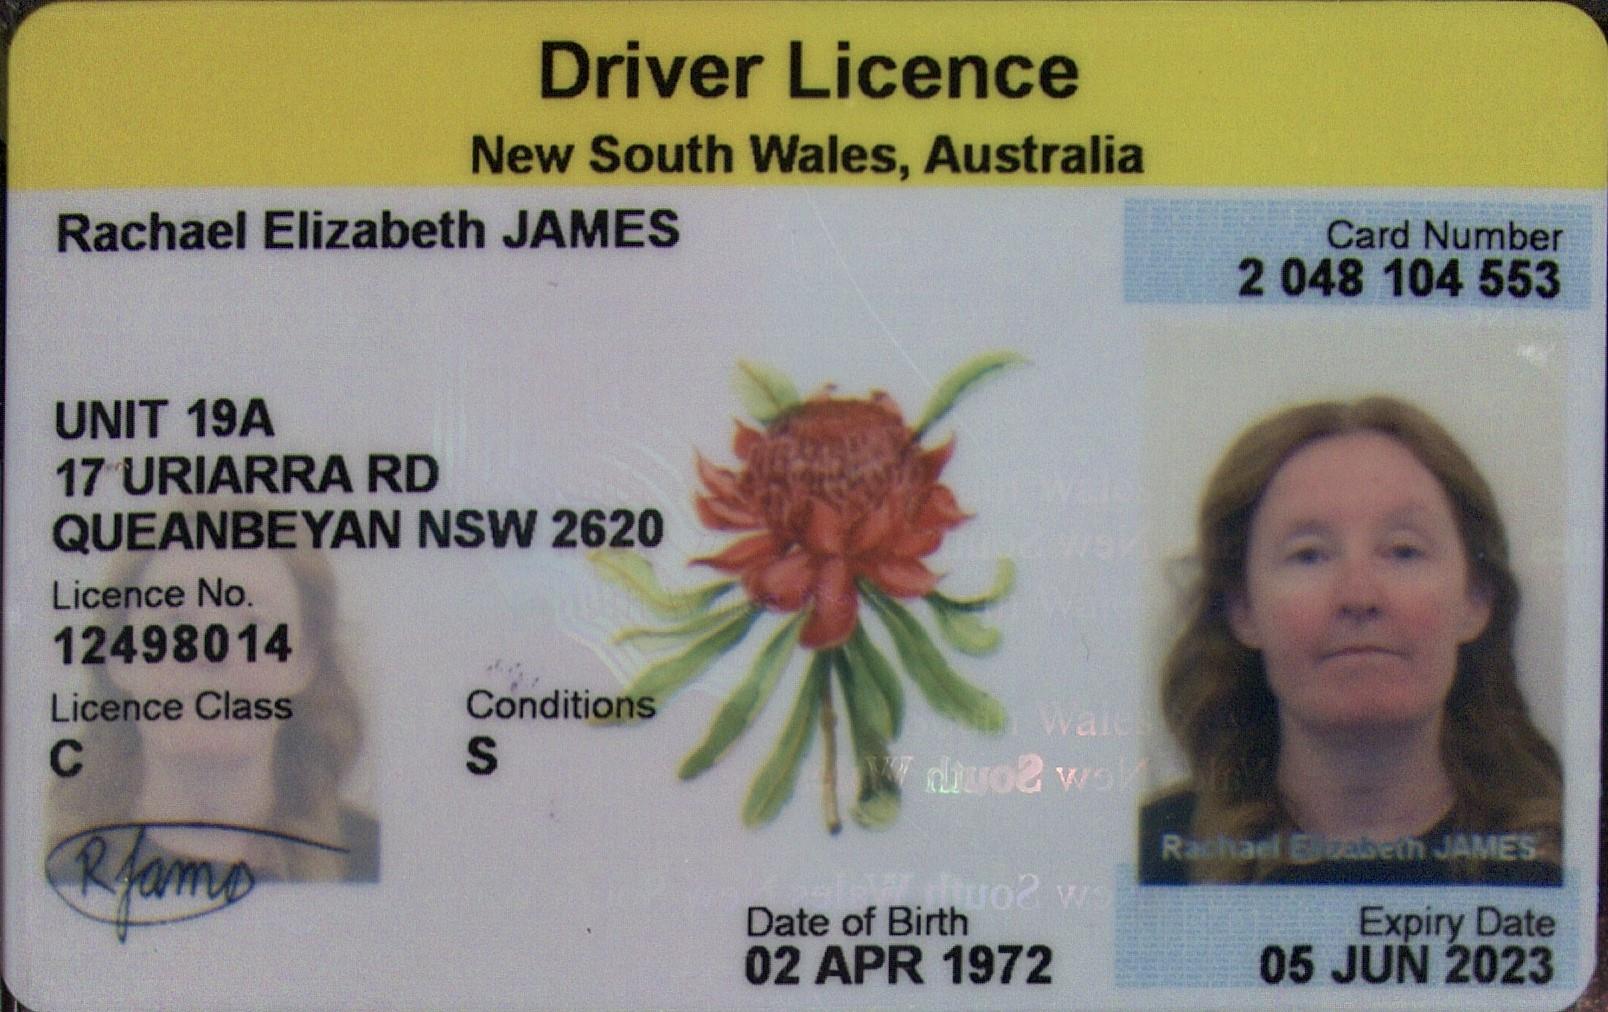 Driver Licence
New South Wales, Australia
Rachael Elizabeth JAMES
Card Number
2 048 104 553
UNIT 19A
17 URIARRA RD
QUEANBEYAN NSW 2620
Licence No.
12498014
Licence Class
C
Conditions
S
R James
Rachael Elizabeth JAMES
Date of Birth
02 APR 1972
Expiry Date
05 JUN 2023